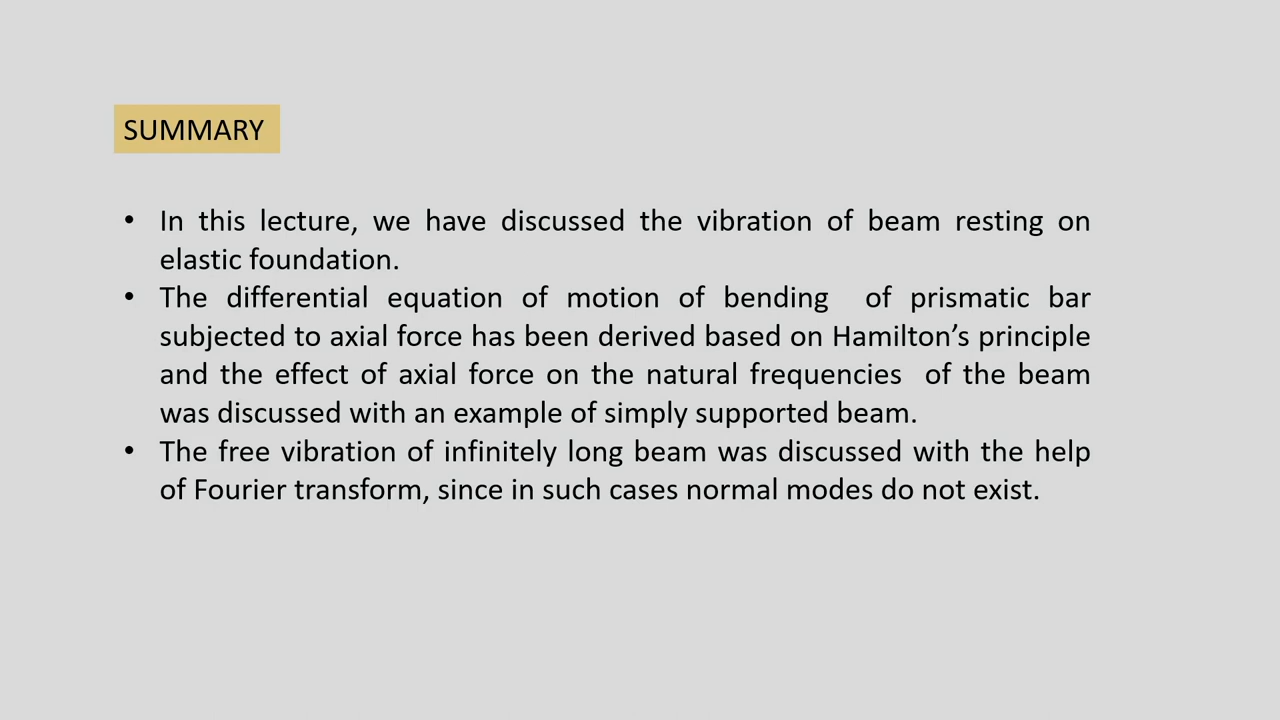 SUMMARY
• In this lecture, we have discussed the vibration of beam resting on
elastic foundation.
• The differential equation of motion of bending of prismatic bar
subjected to axial force has been derived based on Hamilton’s principle
and the effect of axial force on the natural frequencies of the beam
was discussed with an example of simply supported beam.
• The free vibration of infinitely long beam was discussed with the help
of Fourier transform, since in such cases normal modes do not exist.